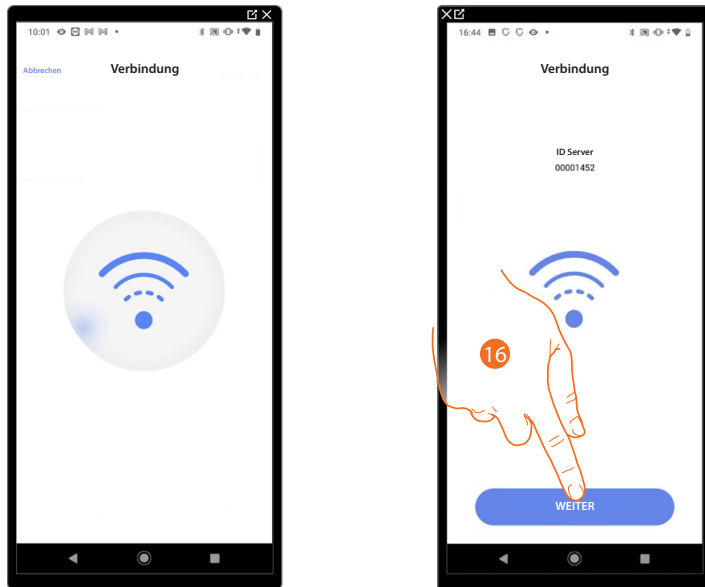 10:01
Abbrechen
Verbindung
16:44
Verbindung
ID Server
00001452
16
WEITER